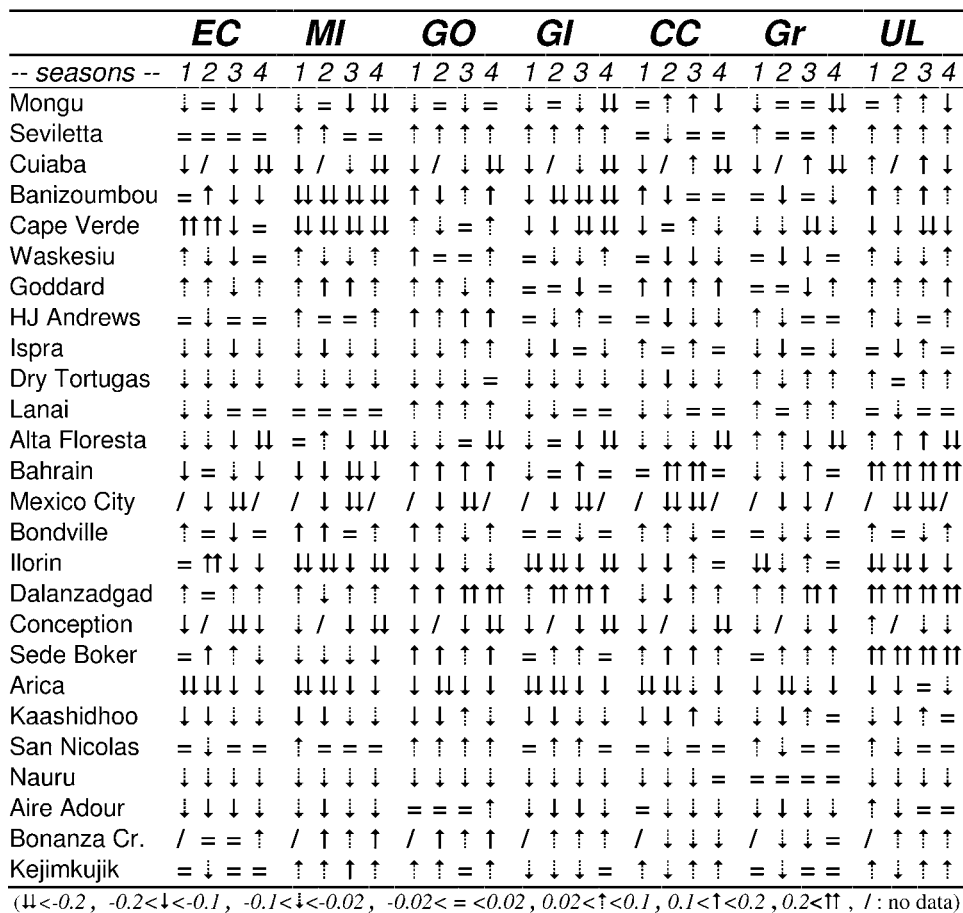 EC MI GO GI CC Gr UL
-- seasons -- 1 2 3 4 1 2 3 4 1 2 3 4 1 2 3 4 1 2 3 4 1 2 3 4 1 2 3 4
Mongu ⇣ = ↓ ↓ ⇣ = ↓ ⇊ ⇣ = ⇣ = ⇣ = ⇣ ⇊ = ⇡ ↑ ↓ ⇣ = = ⇊ = ⇡ ⇡ ↓
Seviletta = = = = ⇡ ⇡ = = ⇡ ⇡ ⇡ ⇡ ⇡ ⇡ ⇡ ⇡ = ⇣ = = ⇡ = = ⇡ ⇡ ⇡ ⇡ ⇡
Cuiaba ↓ / ⇣ ⇊ ↓ / ⇣ ⇊ ⇣ / ⇣ ⇊ ⇣ / ⇣ ⇊ ⇣ / ⇡ ⇊ ⇣ / ↑ ⇊ ⇡ / ↑ ↓
Banizoumbou = ↑ ↓ ↓ ⇊ ⇊ ⇊ ⇊ ↑ ↓ ⇡ ↑ ↓ ⇊ ⇊ ⇊ ↑ ↓ = = = ↓ = ⇣ ↑ ⇡ ↑ ⇡
Cape Verde ⇈ ⇈ ↓ = ⇊ ⇊ ⇊ ⇊ ⇡ ⇣ = ⇡ ↓ ↓ ⇊ ⇊ ↓ = ⇡ ⇣ ⇣ ⇣ ⇊ ⇣ ↓ ↓ ⇊ ↓
Waskesiu ⇡ ⇣ ↓ = ⇡ ⇣ ⇣ ⇡ ↑ = = ⇡ = ⇣ ⇣ ⇡ = ↓ ⇣ ⇣ = ↓ ⇣ = ⇡ ⇣ ⇣ ⇡
Goddard ⇡ ⇡ ⇣ ⇡ ⇡ ↑ ↑ ⇡ ⇡ ⇡ ⇣ ⇡ = = ↓ = ↑ ↑ ⇡ ↑ = = ↓ ⇡ ⇡ ⇡ ⇡ ↑
HJ Andrews = ⇣ = = ⇡ = = ⇡ ↑ ⇡ ↑ ↑ = ⇣ ⇡ = = ↓ ⇣ ⇣ ⇡ ⇣ = = ⇡ ⇣ = ⇡
Ispra ⇣ ⇣ ⇣ ⇣ ⇣ ↓ ⇣ ⇣ ⇣ ⇣ ⇡ ⇡ ⇣ ↓ = ⇣ ⇡ = ⇡ = ⇣ ↓ = ⇣ = ↓ ⇡ =
Dry Tortugas ⇣ ⇣ ⇣ ⇣ ⇣ ⇣ ⇣ ⇣ ⇣ ⇣ ⇣ = ⇣ ⇣ ⇣ ⇣ ⇣ ↓ ⇣ ⇣ ⇡ ⇣ ⇡ ⇡ ⇡ = ⇡ ⇡
Lanai ⇣ ⇣ = = = = = = ⇡ ⇡ ⇡ ⇡ ⇣ ⇣ = = ⇣ ⇣ = = ⇡ = ⇡ ⇡ = ⇣ = =
Alta Floresta ⇣ ⇣ ↓ ⇊ = ⇡ ↓ ⇊ ⇣ ⇣ = ⇊ ⇣ = ↓ ⇊ ⇣ ⇣ ⇣ ⇊ ⇡ ⇡ ↓ ⇊ ⇡ ↑ ↑ ⇊
Bahrain ↓ = ⇣ ↓ ↓ ↓ ⇊ ↓ ↑ ↑ ↑ ↑ ⇣ = ↑ = = ⇈ ⇈ = ⇣ ⇣ ↑ = ⇈ ⇈ ⇈ ⇈
Mexico City / ↓ ⇊ / / ↓ ⇊ / / ↓ ⇊ / / ↓ ⇊ / / ⇊ ⇊ / / ↓ ↓ / / ⇊ ⇊ /
Bondville ⇡ = ⇣ = ↑ ↑ = ⇡ ⇡ ⇡ ⇣ ⇡ = = ⇣ = ⇡ ⇡ ⇣ = = ⇣ ⇣ = ⇡ = ⇣ ⇡
Ilorin = ⇈ ↓ ↓ ⇊ ⇊ ↓ ⇊ ↓ ↓ ⇣ ⇣ ⇊ ⇊ ↓ ⇊ ↓ ↓ ⇡ = ⇊ ⇣ ⇡ = ⇊ ⇊ ↓ ↓
Dalanzadgad ⇡ = ⇡ ⇡ ⇡ ⇣ ⇡ ⇡ ↑ ↑ ⇈ ⇈ ⇡ ⇈ ⇈ ↑ ⇣ ↓ ⇡ ⇡ ⇡ ⇡ ⇈ ↑ ⇈ ⇈ ⇈ ⇈
Conception ↓ / ⇊ ↓ ⇣ / ↓ ⇊ ↓ / ⇣ ⇊ ↓ / ↓ ⇊ ↓ / ⇣ ⇊ ⇣ / ⇣ ↓ ⇡ / ⇣ ↓
Sede Boker = ↑ ⇡ ⇣ ⇣ ⇣ ⇣ ↓ ↑ ↑ ⇡ ↑ = ⇡ ⇡ = ⇡ ↑ ↑ ⇡ = ⇡ ⇡ ⇡ ⇈ ⇈ ⇈ ⇈
Arica ⇊ ⇊ ↓ ↓ ⇊ ⇊ ↓ ↓ ↓ ⇊ ↓ ↓ ⇊ ⇊ ↓ ↓ ⇊ ⇊ ⇣ ↓ ↓ ⇊ ⇣ ↓ ↓ ↓ = ⇣
Kaashidhoo ↓ ↓ ⇣ ⇣ ↓ ↓ ⇣ ⇣ ↓ ↓ ⇡ ⇣ ↓ ↓ ⇣ ⇣ ↓ ↓ ↑ ⇣ ⇣ ↓ ⇡ = ⇣ ↓ ⇡ =
San Nicolas = ⇣ = = ⇡ = = = ⇡ ⇡ ⇡ ⇡ = ⇡ ⇡ = = ⇣ = = ⇡ ⇣ = = ⇡ ⇣ = =
Nauru ⇣ ⇣ ⇣ ⇣ ⇣ ⇣ ⇣ ⇣ ⇣ ⇣ ⇣ ⇣ ⇣ ⇣ ⇣ ⇣ ⇣ ⇣ ⇣ = = = = = ⇣ ⇣ ⇣ ⇣
Aire Adour ⇣ ↓ ↓ ⇣ ⇣ ↓ ⇣ ⇣ = = = ⇡ ⇣ ↓ ↓ ⇣ = ⇣ ⇣ ⇣ ⇣ ↓ ⇣ ⇣ ⇡ ⇣ = =
Bonanza Cr. / = = ⇡ / ↑ ⇡ ↑ / ↑ ⇡ ↑ / ⇡ ⇡ ⇡ / ⇣ ⇣ ⇣ / ⇣ ⇣ = / ⇡ ⇡ ⇡
Kejimkujik = ⇣ = = ⇡ ⇡ ↑ ⇡ ⇡ ⇡ = ⇡ ⇣ ⇣ ⇣ ⇣ ⇡ ⇣ ⇡ ⇡ = ⇣ = = ⇡ ⇣ ⇡ ⇡
(⇊<-0.2 , -0.2<↓<-0.1, -0.1<⇣<-0.02, -0.02< = <0.02, 0.02<⇡<0.1, 0.1<↑<0.2, 0.2<⇈ , / : no data)